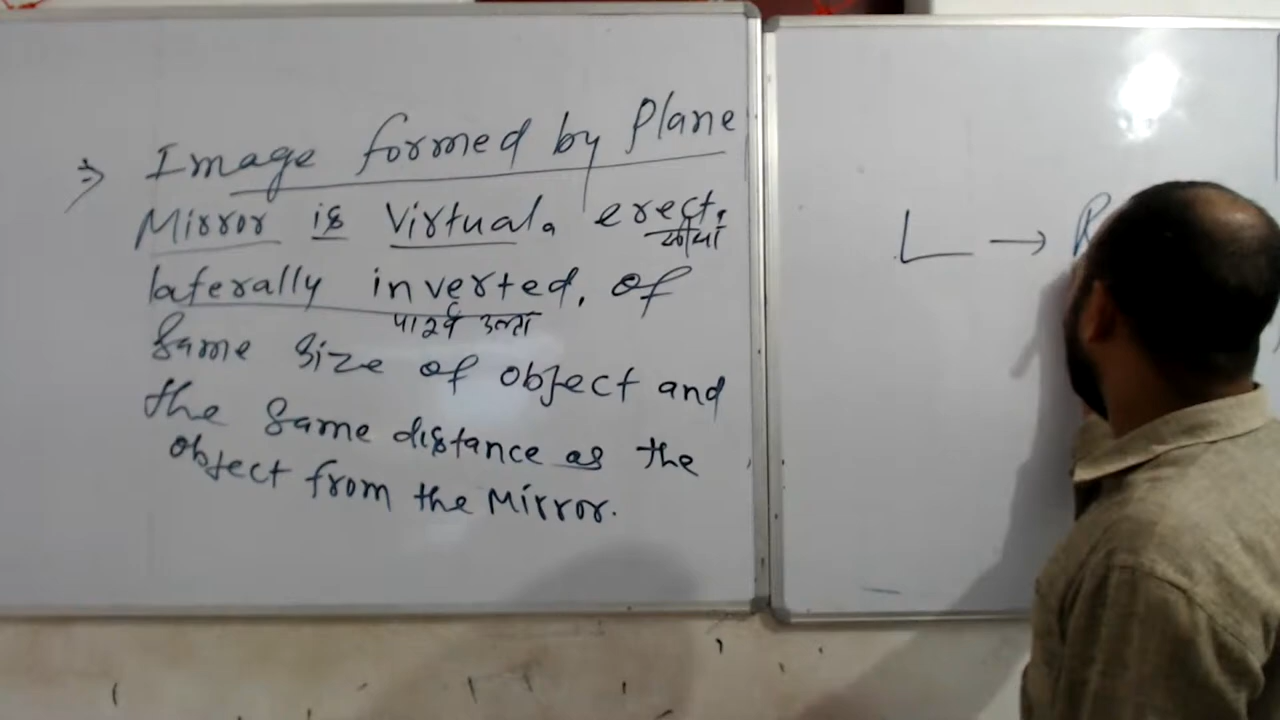 ⇒ Image formed by Plane
Mirror is Virtual, erect,
सीधा
laterally inverted, of
पार्श्व उल्टा
Same Size of object and
the Same distance as the
object from the Mirror.
L → R